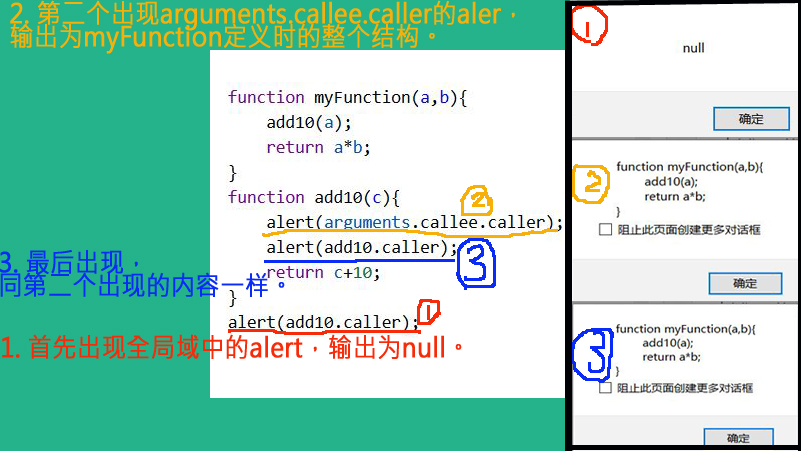 2. 第二个出现arguments.callee.caller的aler，
输出为myFunction定义时的整个结构。
function myFunction(a,b){
add10(a);
return a*b;
}
function add10(c){
2
alert(arguments.callee.caller);
alert(add10.caller);
3
return c+10;
}
alert(add10.caller);
1
3. 最后出现，
同第二个出现的内容一样。
1. 首先出现全局域中的alert，输出为null。
1
null
确定
2
function myFunction(a,b){
add10(a);
return a*b;
}
阻止此页面创建更多对话框
确定
3
function myFunction(a,b){
add10(a);
return a*b;
}
阻止此页面创建更多对话框
确定